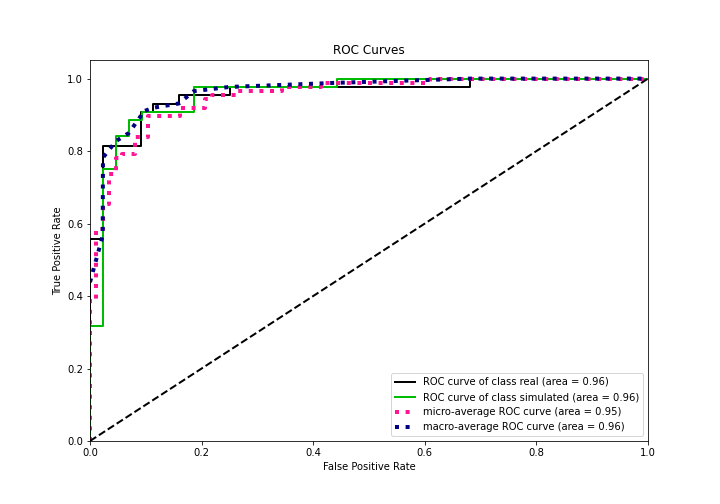 ROC Curves
True Positive Rate
1.0
0.8
0.6
0.4
0.2
0.0
0.0 0.2 0.4 0.6 0.8 1.0
False Positive Rate
ROC curve of class real (area = 0.96)
ROC curve of class simulated (area = 0.96)
micro-average ROC curve (area = 0.95)
macro-average ROC curve (area = 0.96)